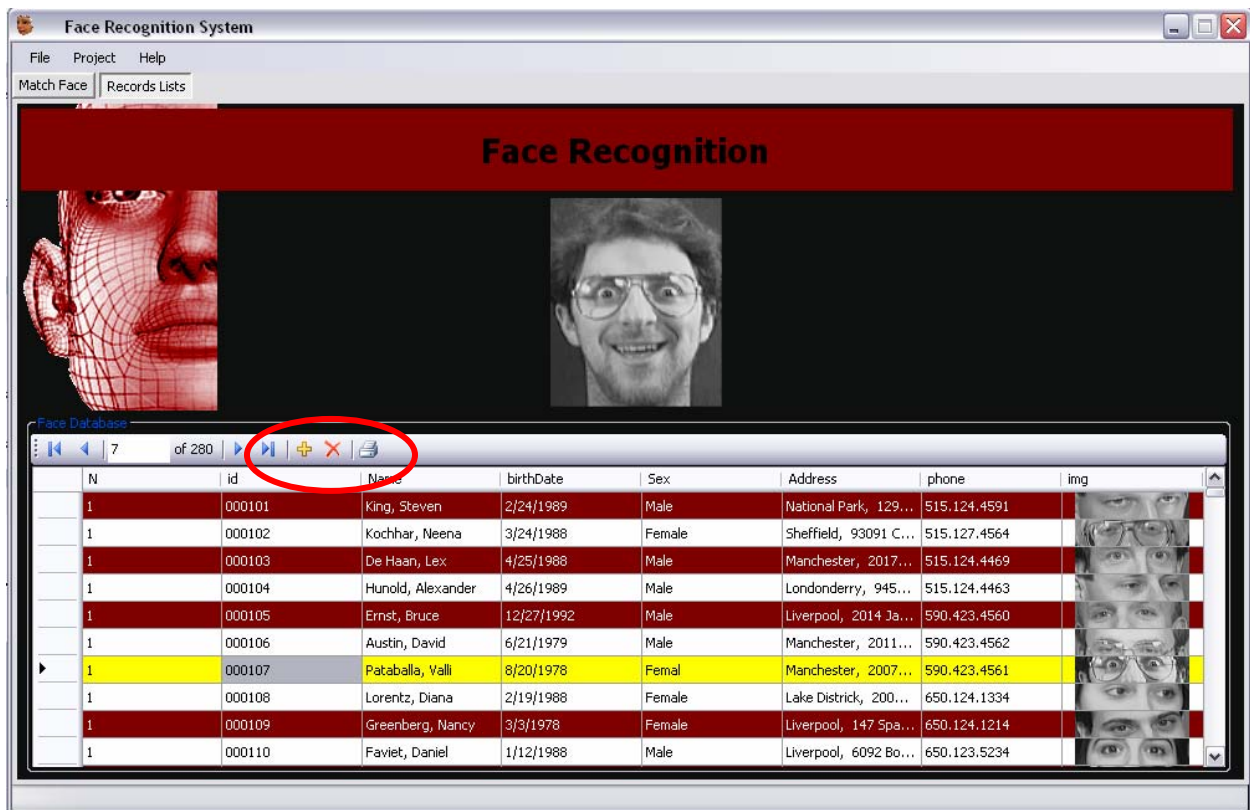 Face Recognition System
File Project Help
Match Face Records Lists
Face Recognition
Face Database
7 of 280
N id Name birthDate Sex Address phone img
1 000101 King, Steven 2/24/1989 Male National Park, 129... 515.124.4591
1 000102 Kochhar, Neena 3/24/1988 Female Sheffield, 93091 C... 515.127.4564
1 000103 De Haan, Lex 4/25/1988 Male Manchester, 2017... 515.124.4469
1 000104 Hunold, Alexander 4/26/1989 Male Londonderry, 945... 515.124.4463
1 000105 Ernst, Bruce 12/27/1992 Male Liverpool, 2014 Ja... 590.423.4560
1 000106 Austin, David 6/21/1979 Male Manchester, 2011... 590.423.4562
1 000107 Pataballa, Valli 8/20/1978 Femal Manchester, 2007... 590.423.4561
1 000108 Lorentz, Diana 2/19/1988 Female Lake Districk, 200... 650.124.1334
1 000109 Greenberg, Nancy 3/3/1978 Female Liverpool, 147 Spa... 650.124.1214
1 000110 Faviet, Daniel 1/12/1988 Male Liverpool, 6092 Bo... 650.123.5234